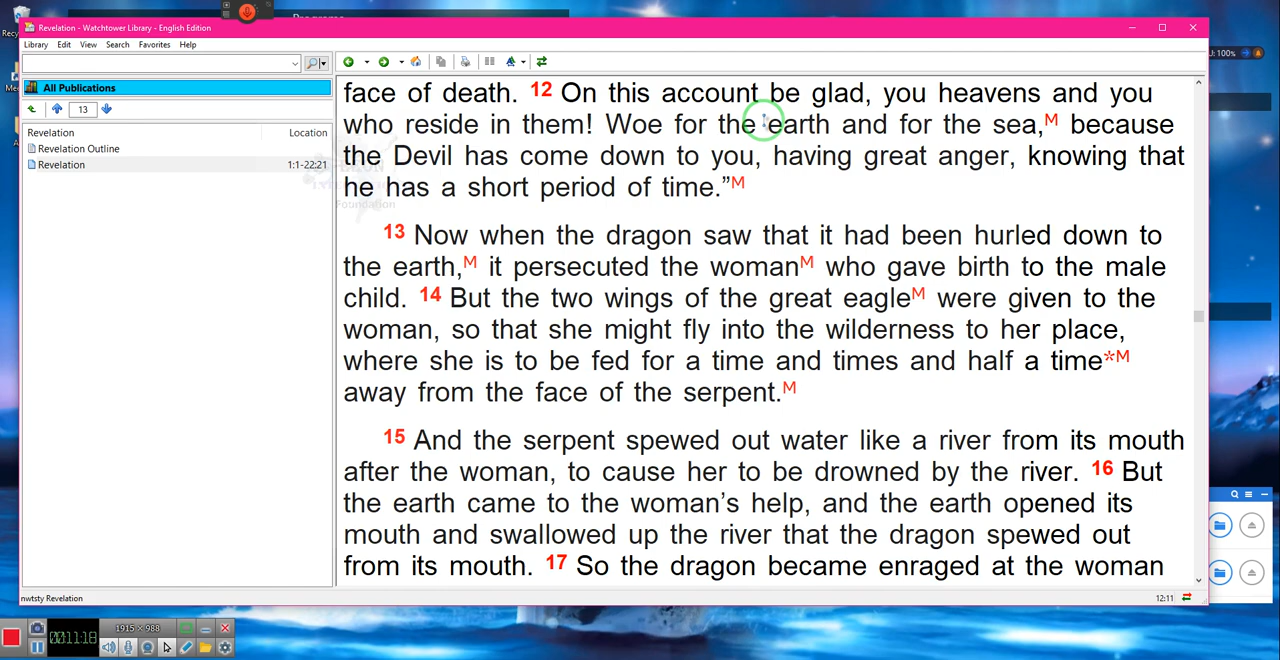 Revelation - Watchtower Library - English Edition
Library Edit View Search Favorites Help
All Publications
13
Revelation Location
Revelation Outline
Revelation 1:1-22:21
face of death. 12 On this account be glad, you heavens and you
who reside in them! Woe for the earth and for the sea,M because
the Devil has come down to you, having great anger, knowing that
he has a short period of time.”M
13 Now when the dragon saw that it had been hurled down to
the earth,M it persecuted the womanM who gave birth to the male
child. 14 But the two wings of the great eagleM were given to the
woman, so that she might fly into the wilderness to her place,
where she is to be fed for a time and times and half a time*M
away from the face of the serpent.M
15 And the serpent spewed out water like a river from its mouth
after the woman, to cause her to be drowned by the river. 16 But
the earth came to the woman’s help, and the earth opened its
mouth and swallowed up the river that the dragon spewed out
from its mouth. 17 So the dragon became enraged at the woman
Foundation
nwtsty Revelation
12:11
U: 100%
1915 × 988